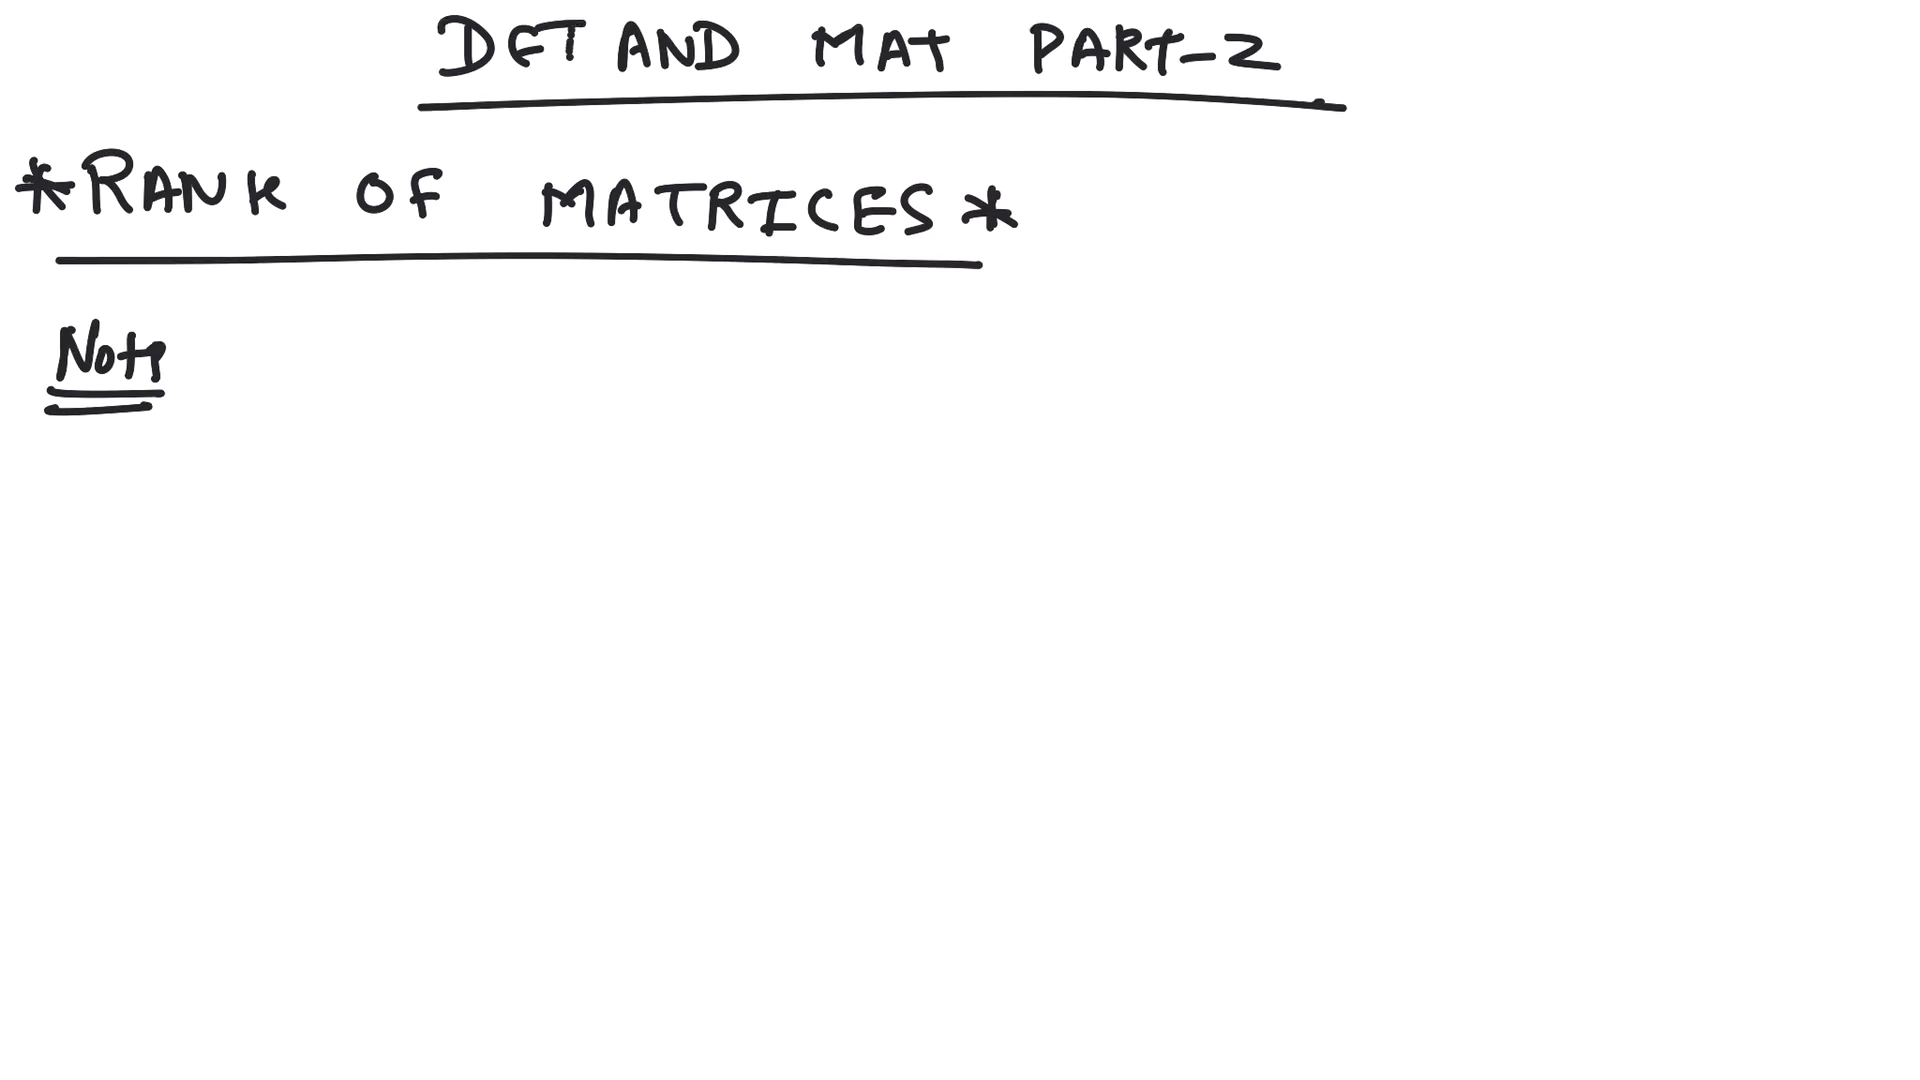 DET AND MAT PART-2
*RANK OF MATRICES*
Note